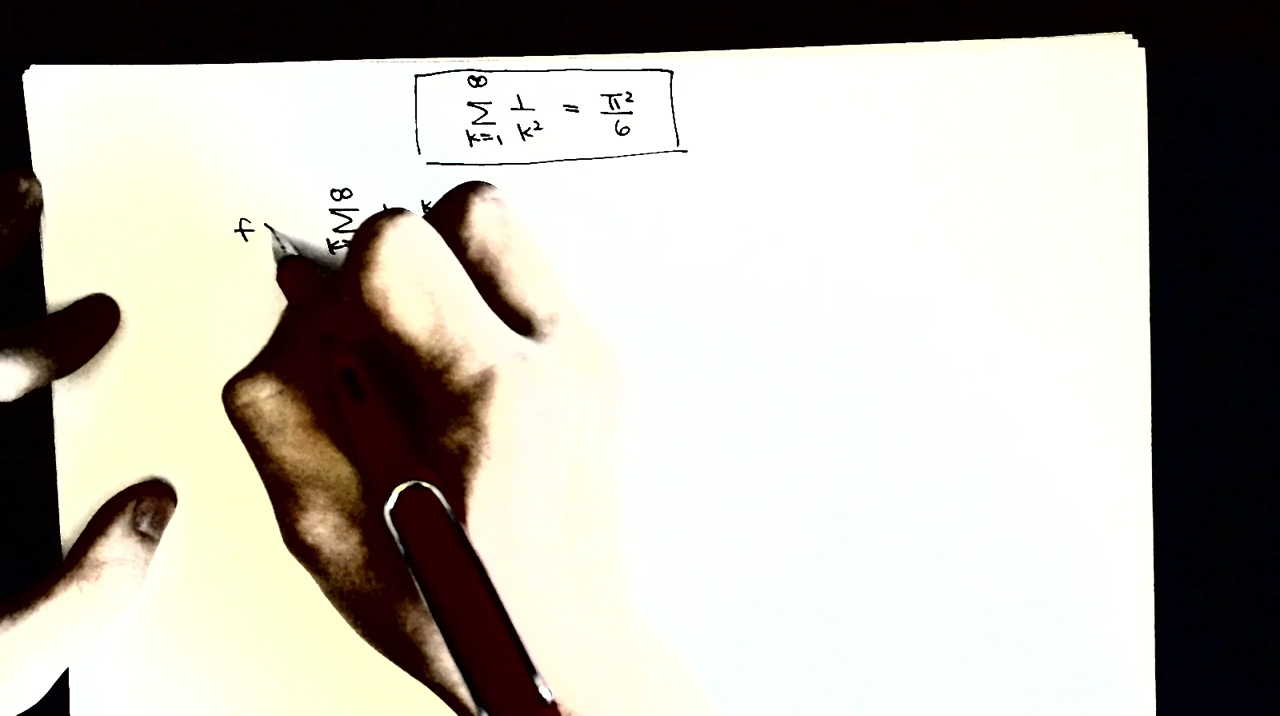 ∞
∑ 1/k² = π²/6
k=1
∞
f ∑ k
k